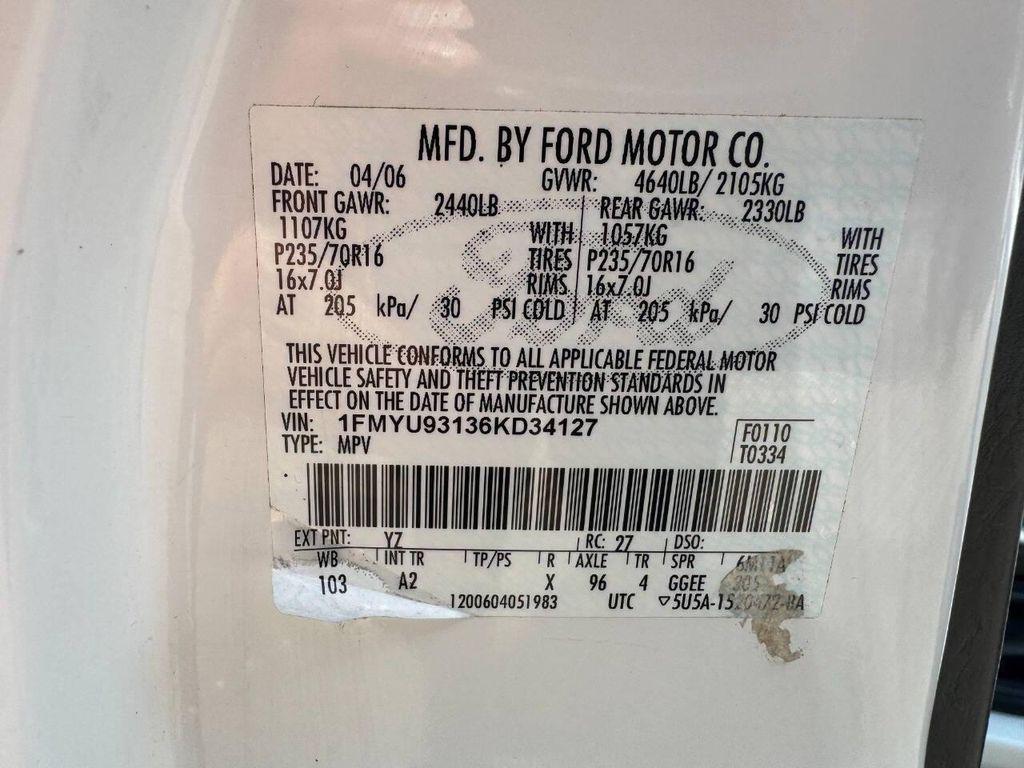 MFD. BY FORD MOTOR CO.
DATE: 04/06 GVWR: 4640LB/ 2105KG
FRONT GAWR: 2440LB REAR GAWR: 2330LB
1107KG WITH 1057KG WITH
P235/70R16 TIRES P235/70R16 TIRES
16x7.0J RIMS 16x7.0J RIMS
AT 205 kPa/ 30 PSI COLD AT 205 kPa/ 30 PSI COLD
Ford
THIS VEHICLE CONFORMS TO ALL APPLICABLE FEDERAL MOTOR
VEHICLE SAFETY AND THEFT PREVENTION STANDARDS IN
EFFECT ON THE DATE OF MANUFACTURE SHOWN ABOVE.
VIN: 1FMYU93136KD34127 F0110
TYPE: MPV T0334
EXT PNT: YZ RC: 27 DSO:
WB INT TR TP/PS R AXLE TR SPR
103 A2 X 96 4 GGEE
1200604051983 UTC ▽5U5A-1520472-BA